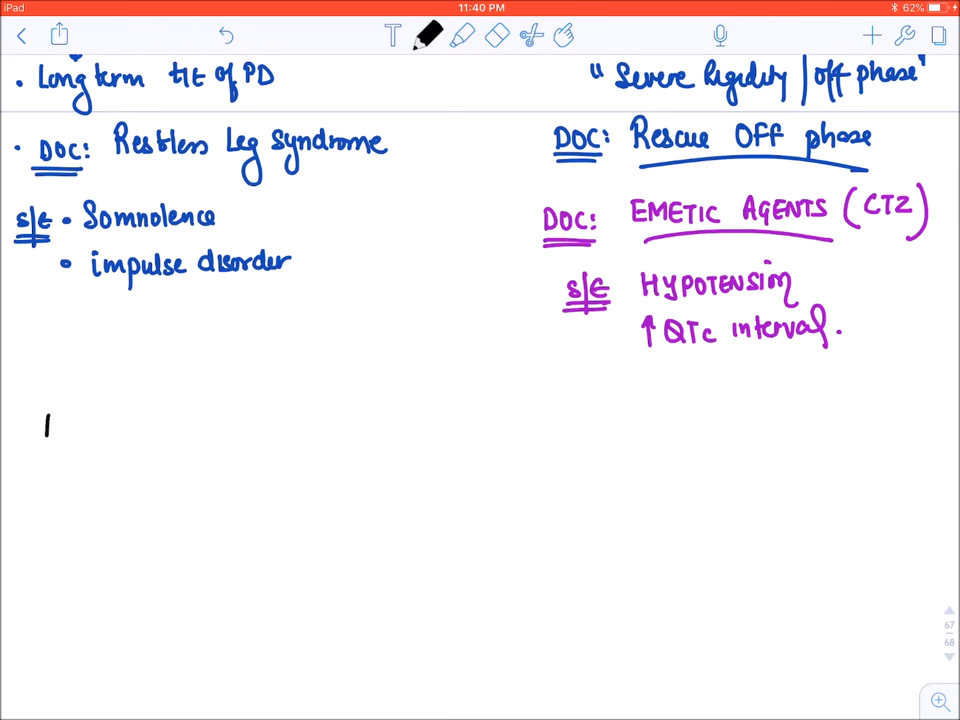 iPad
11:40 PM
62%
T
• Long term ttt of PD
• DOC: Restless Leg Syndrome
S/E • Somnolence
• impulse disorder
"Severe Rigidity / off phase"
DOC: Rescue OFF phase
DOC: EMETIC AGENTS (CTZ)
S/E HYPOTENSION
↑ QTc interval.
67
68